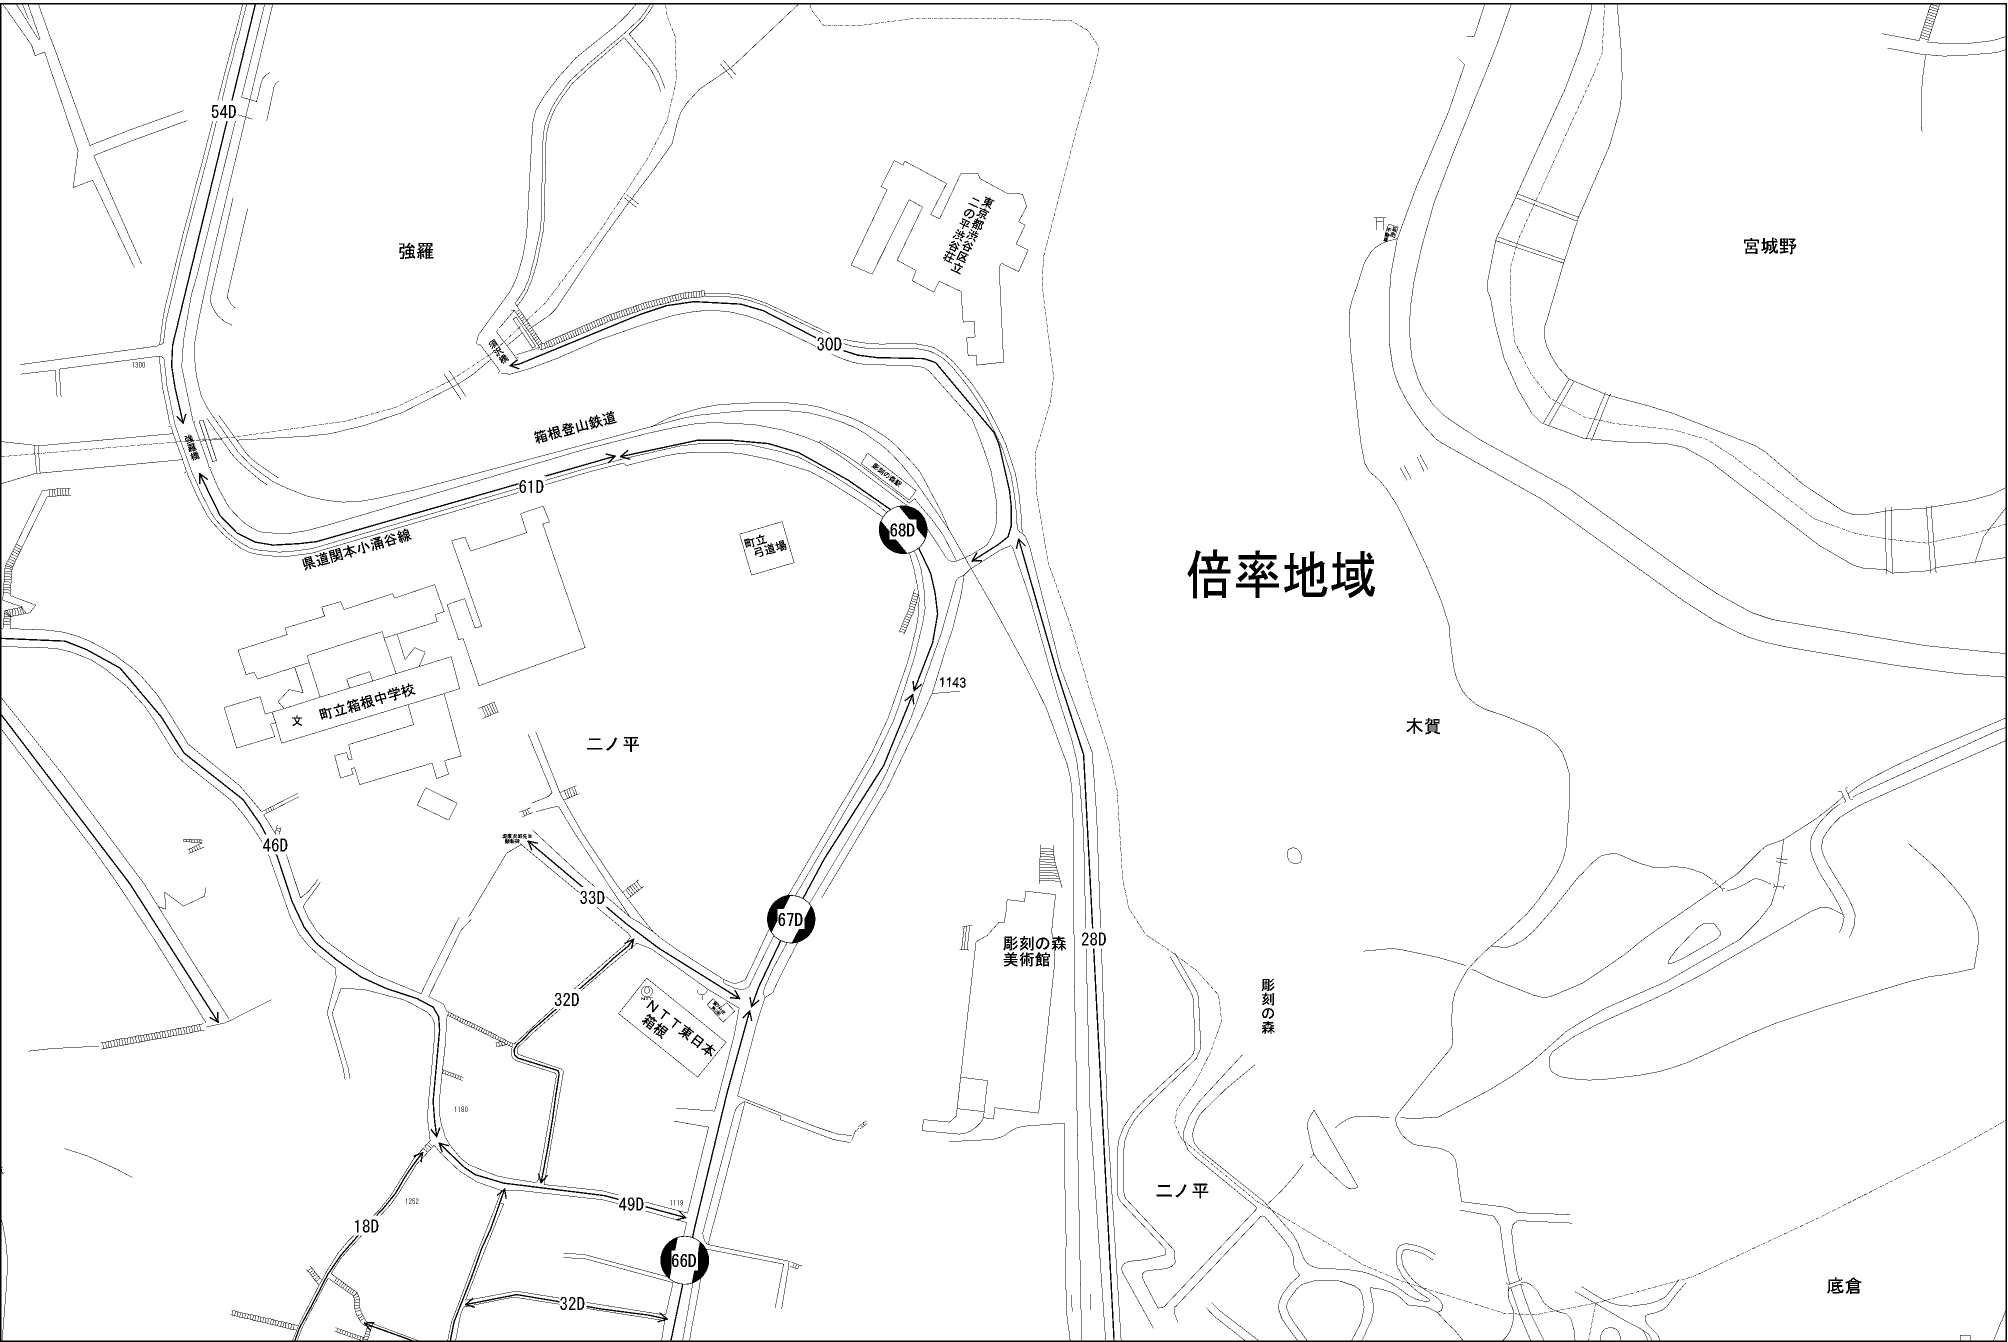 54D
強羅
東京都渋谷区立
二の平渋谷荘
宮城野
30D
1300
強羅橋
箱根登山鉄道
彫刻の森駅
61D
68D
県道関本小涌谷線
町立
弓道場
倍率地域
1143
文 町立箱根中学校
二ノ平
木賀
46D
33D
67D
28D
彫刻の森
美術館
32D
彫刻の森
NTT東日本
箱根
1180
1252
18D
49D
1119
二ノ平
66D
32D
底倉